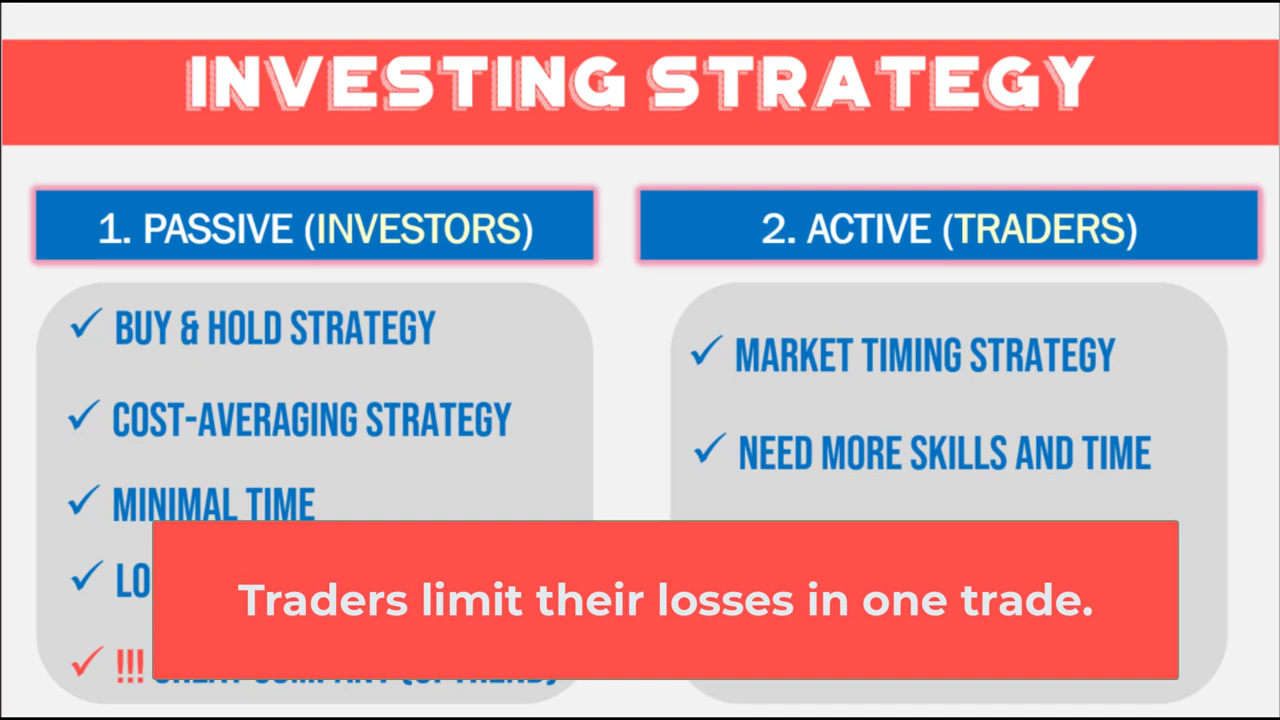 INVESTING STRATEGY
1. PASSIVE (INVESTORS)
✓ BUY & HOLD STRATEGY
✓ COST-AVERAGING STRATEGY
✓ MINIMAL TIME
✓ LO
✓ !!!
2. ACTIVE (TRADERS)
✓ MARKET TIMING STRATEGY
✓ NEED MORE SKILLS AND TIME
Traders limit their losses in one trade.